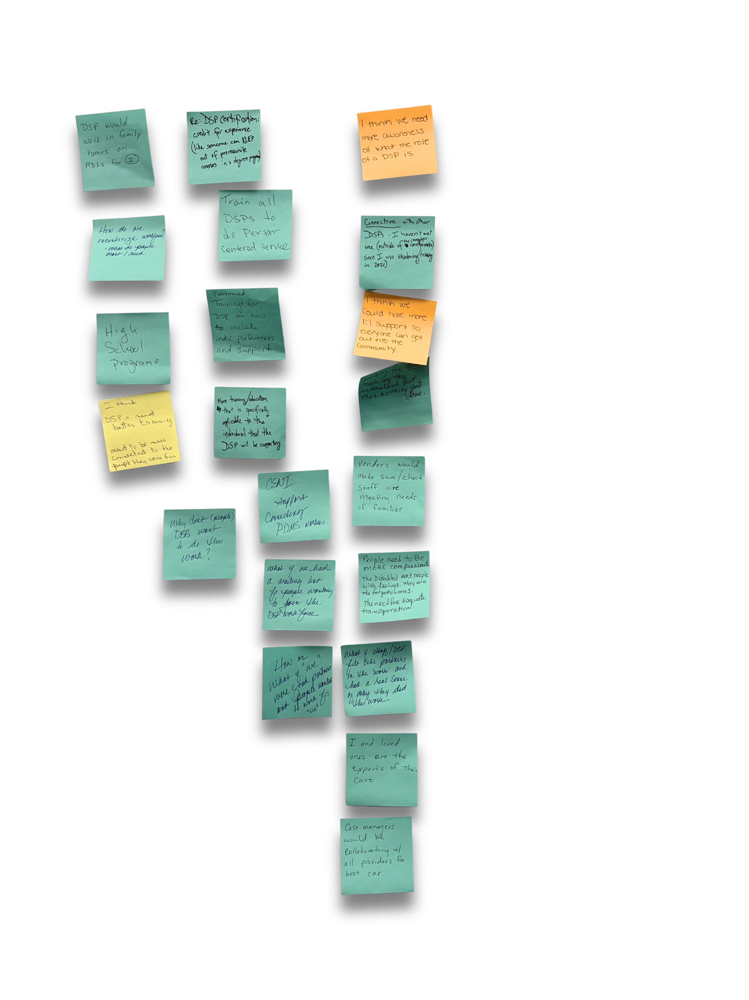 DSP would
work in family
homes on
ADLs for I
How do we
incentivize workforce?
• what do people
want/need
High
School
Programs
I think
DSP's need
better training
need to be more
connected to the
people they care for
Re: DSP Certification:
credit for experience
(like someone can KLEP
out of prerequisite
courses in a degree program)
Train all
DSPs to
do Person-
Centered service
Continued
Trainings for
DSP on how
to include
indiv. preferences
and support
More training/education
that is specifically
applicable to the
individual that the
DSP will be supporting
Why dont (people)
DSPs want
to do this
work?
CSNI
support
Connecting
PDMS workers.
What if we had
a waiting list
for people wanting
to join the
DSP workforce
How or
What if "we"
were good partners
and people wanted
to work for
"me"
I think we need
more awareness
of what the role
of a DSP is
Connection with other
DSPs - I haven't met
one (outside of the caregiver conference)
since I was shadowing/training
in 2021)
I think we
Could have more
1:1 support so
everyone can get
out into the
community.
for
People say they
understand but
then nothing gets
done.
Vendors would
make sure/check
Staff are
meeting needs
of families
People need to Be
MORE compassionate
the Disabled ARE people
with feelings. they are
the forgotten ones.
The need for Adequate
transporation.
What if staff/DSP
felt like partners
in the 'work' and
had a real sense
of why they did
this work
I and loved
ones are the
experts of their
care
Case managers
would be
Collaborating w/
all providers for
best car